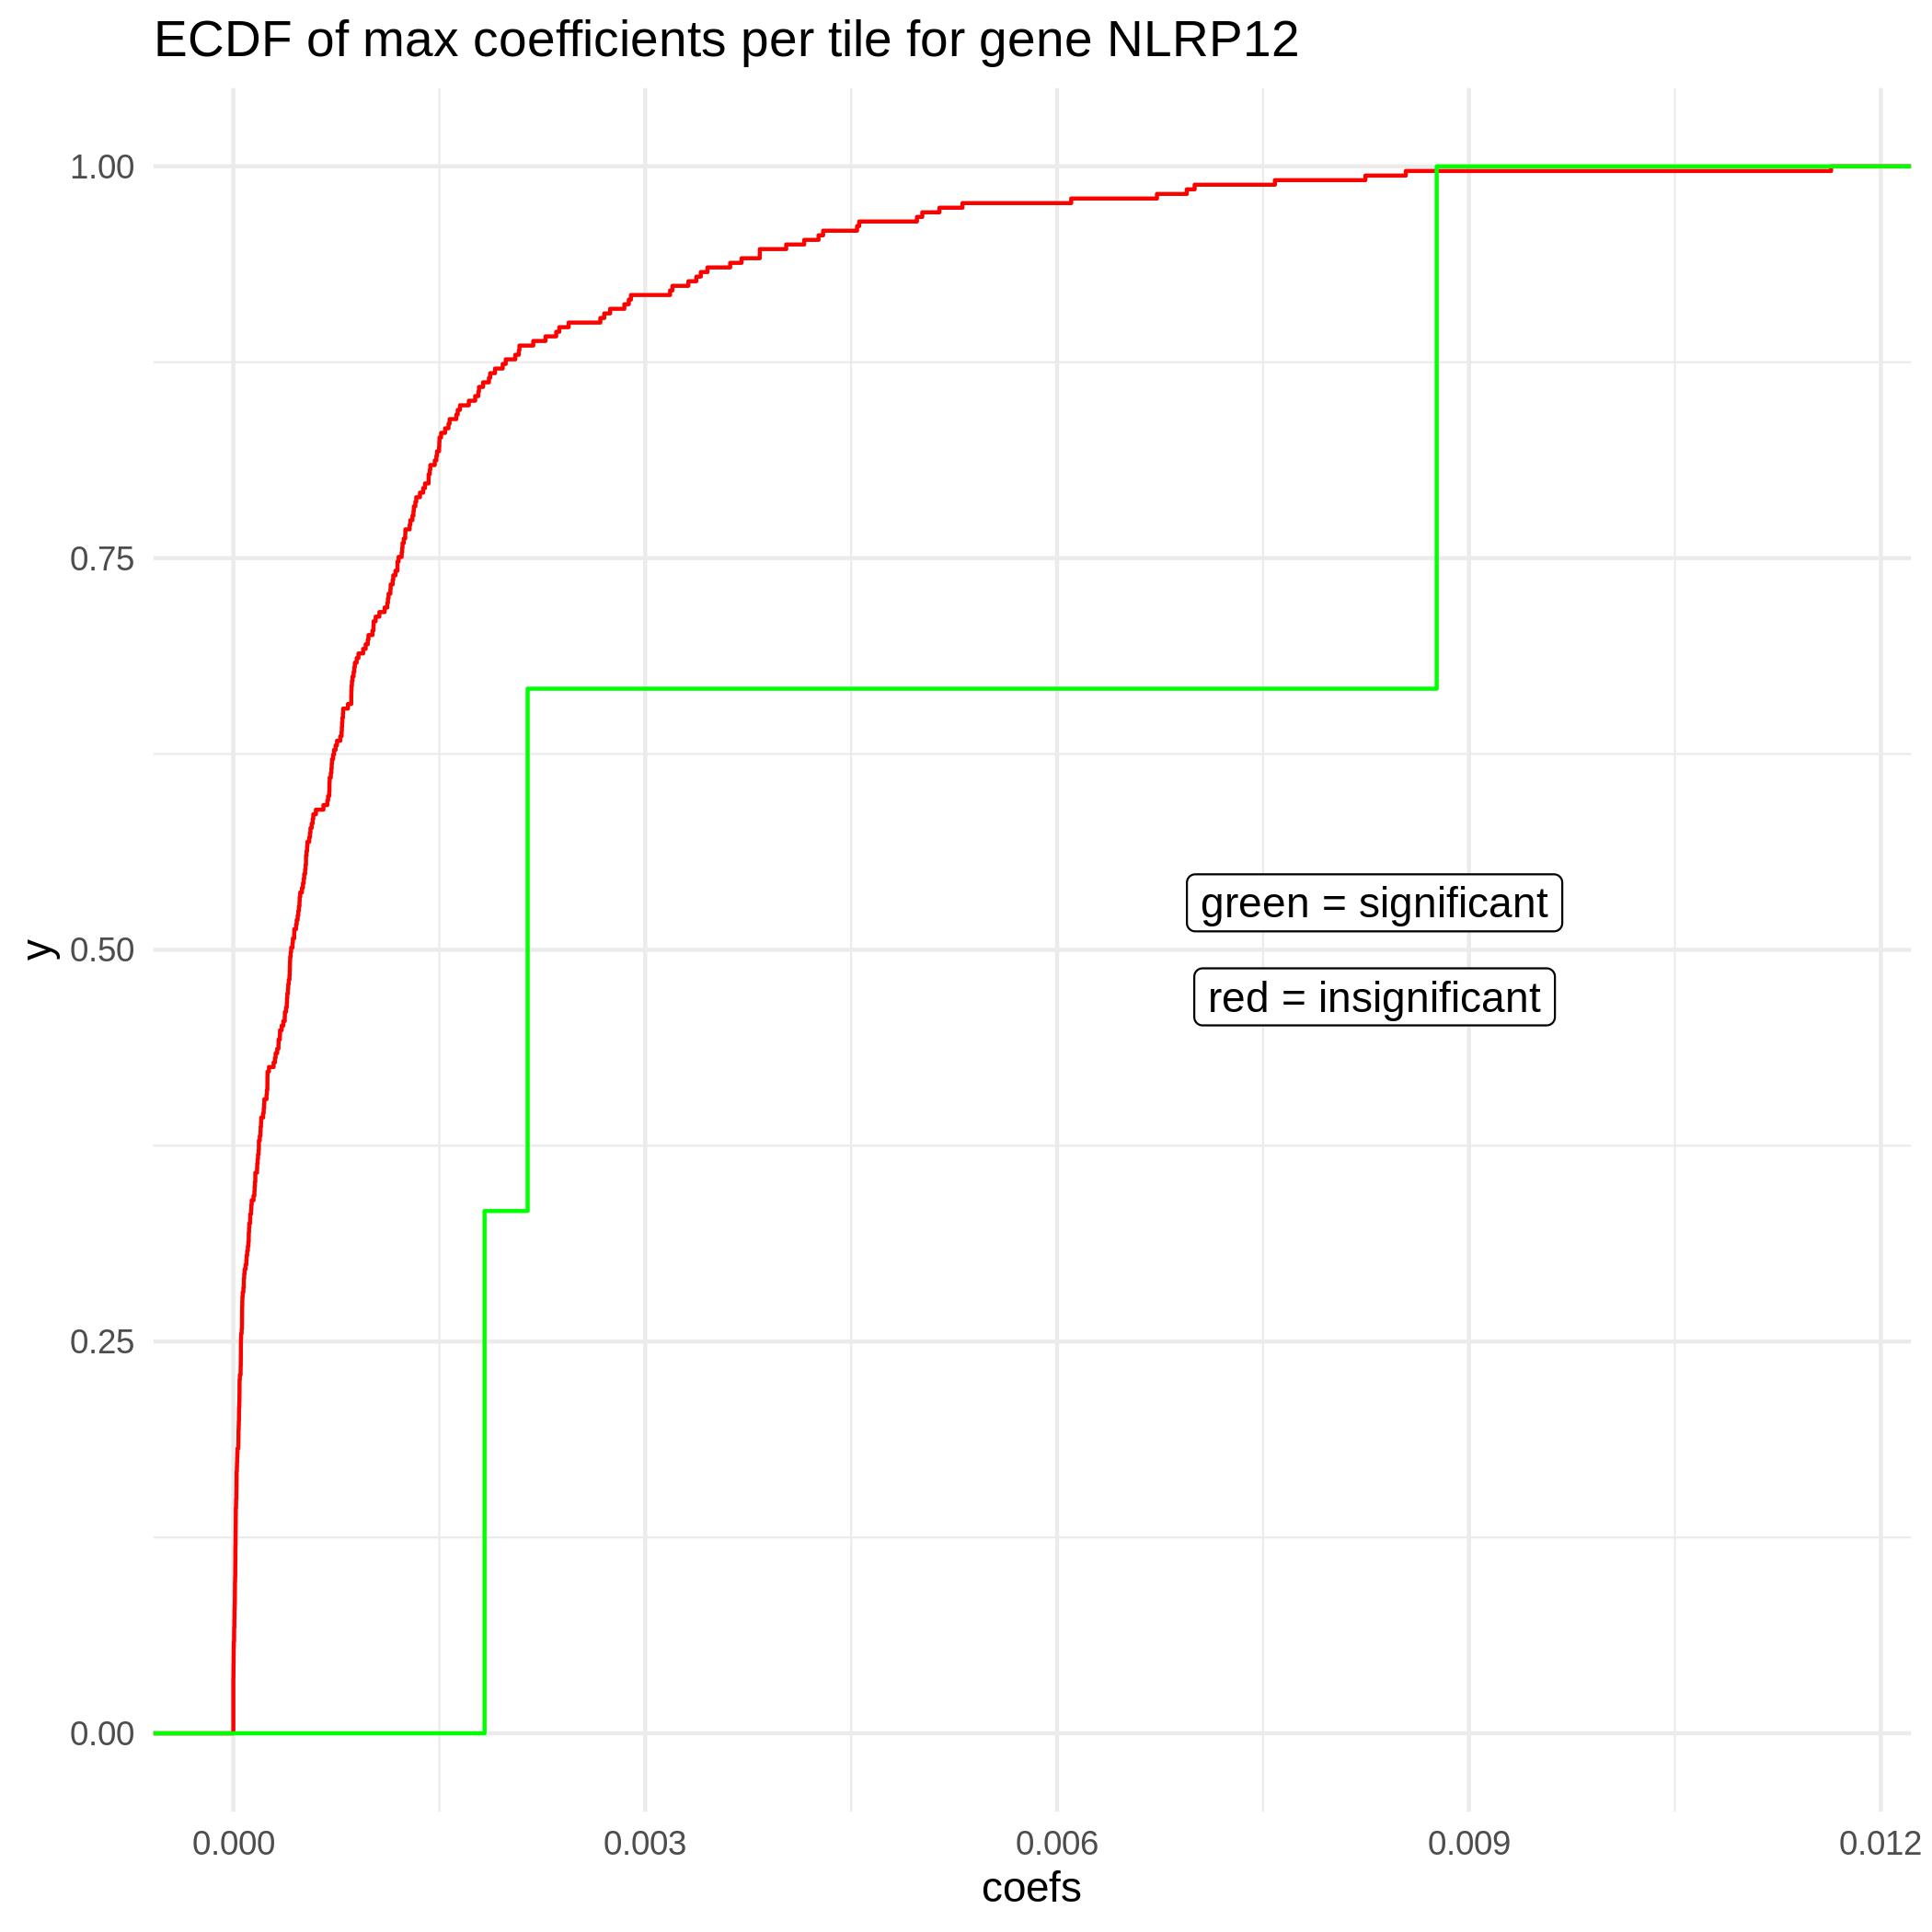 ECDF of max coefficients per tile for gene NLRP12
1.00
0.75
0.50
0.25
0.00
y
green = significant
red = insignificant
0.000 0.003 0.006 0.009 0.012
coefs